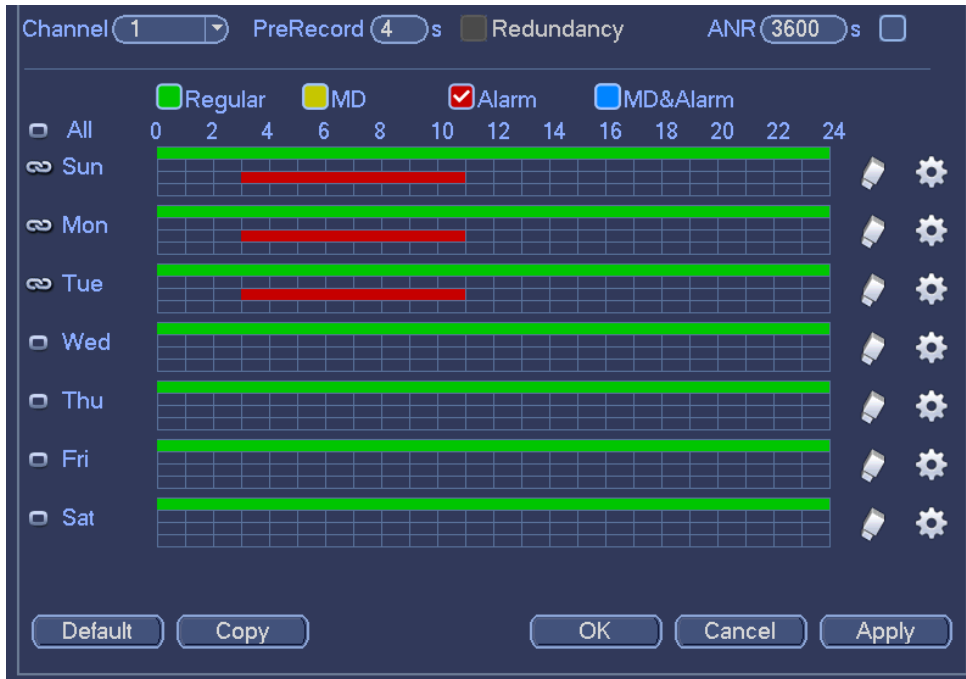 Channel 1 PreRecord 4 s Redundancy ANR 3600 s
Regular MD Alarm MD&Alarm
All 0 2 4 6 8 10 12 14 16 18 20 22 24
Sun
Mon
Tue
Wed
Thu
Fri
Sat
Default Copy OK Cancel Apply